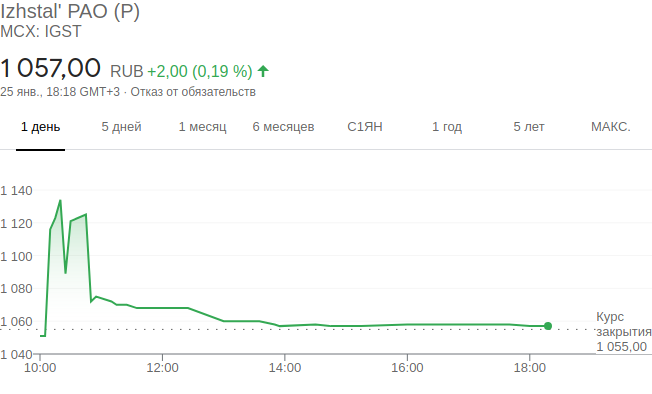 Izhstal' PAO (P)
MCX: IGST
1 057,00 RUB +2,00 (0,19 %)
25 янв., 18:18 GMT+3 · Отказ от обязательств
1 день 5 дней 1 месяц 6 месяцев С1ЯН 1 год 5 лет МАКС.
1 140
1 120
1 100
1 080
1 060
1 040
Курс
закрытия
1 055,00
10:00 12:00 14:00 16:00 18:00